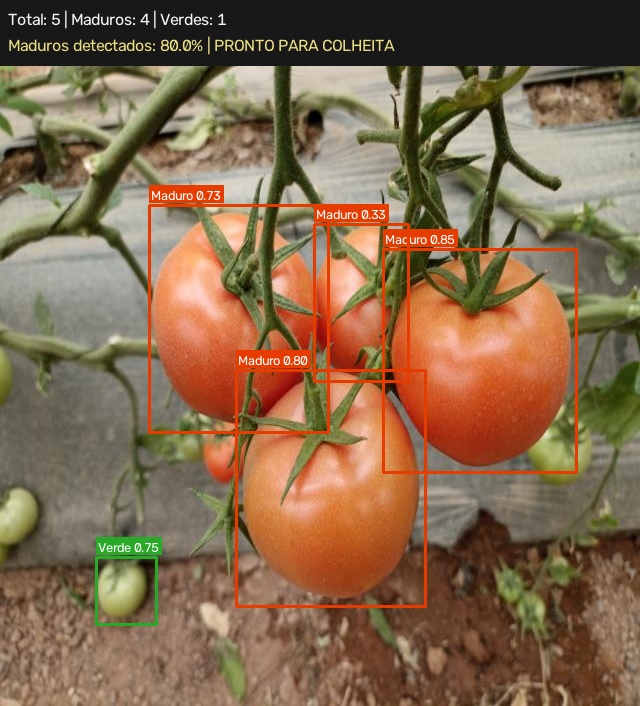 Total: 5 | Maduros: 4 | Verdes: 1
Maduros detectados: 80.0% | PRONTO PARA COLHEITA
Maduro 0.73
Maduro 0.33
Maduro 0.85
Maduro 0.80
Verde 0.75